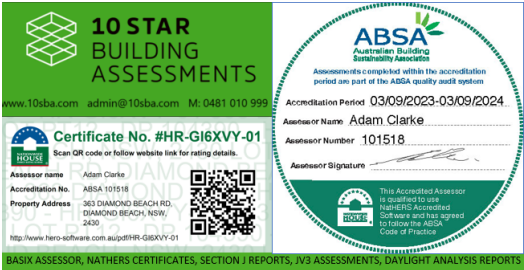 10 STAR
BUILDING
ASSESSMENTS
www.10sba.com admin@10sba.com M: 0481 010 999
Certificate No. #HR-GI6XVY-01
Scan QR code or follow website link for rating details.
Assessor name Adam Clarke
Accreditation No. ABSA 101518
Property Address 363 DIAMOND BEACH RD,
DIAMOND BEACH, NSW,
2430
http://www.hero-software.com.au/pdf/HR-GI6XVY-01
HOUSE
ABSA
Australian Building
Sustainability Association
Assessments completed within the accreditation
period are part of the ABSA quality audit system
Accreditation Period 03/09/2023-03/09/2024
Assessor Name Adam Clarke
Assessor Number 101518
Assessor Signature
HOUSE
This Accredited Assessor
is qualified to use
NatHERS Accredited
Software and has agreed
to follow the ABSA
Code of Practice
BASIX ASSESSOR, NATHERS CERTIFICATES, SECTION J REPORTS, JV3 ASSESSMENTS, DAYLIGHT ANALYSIS REPORTS